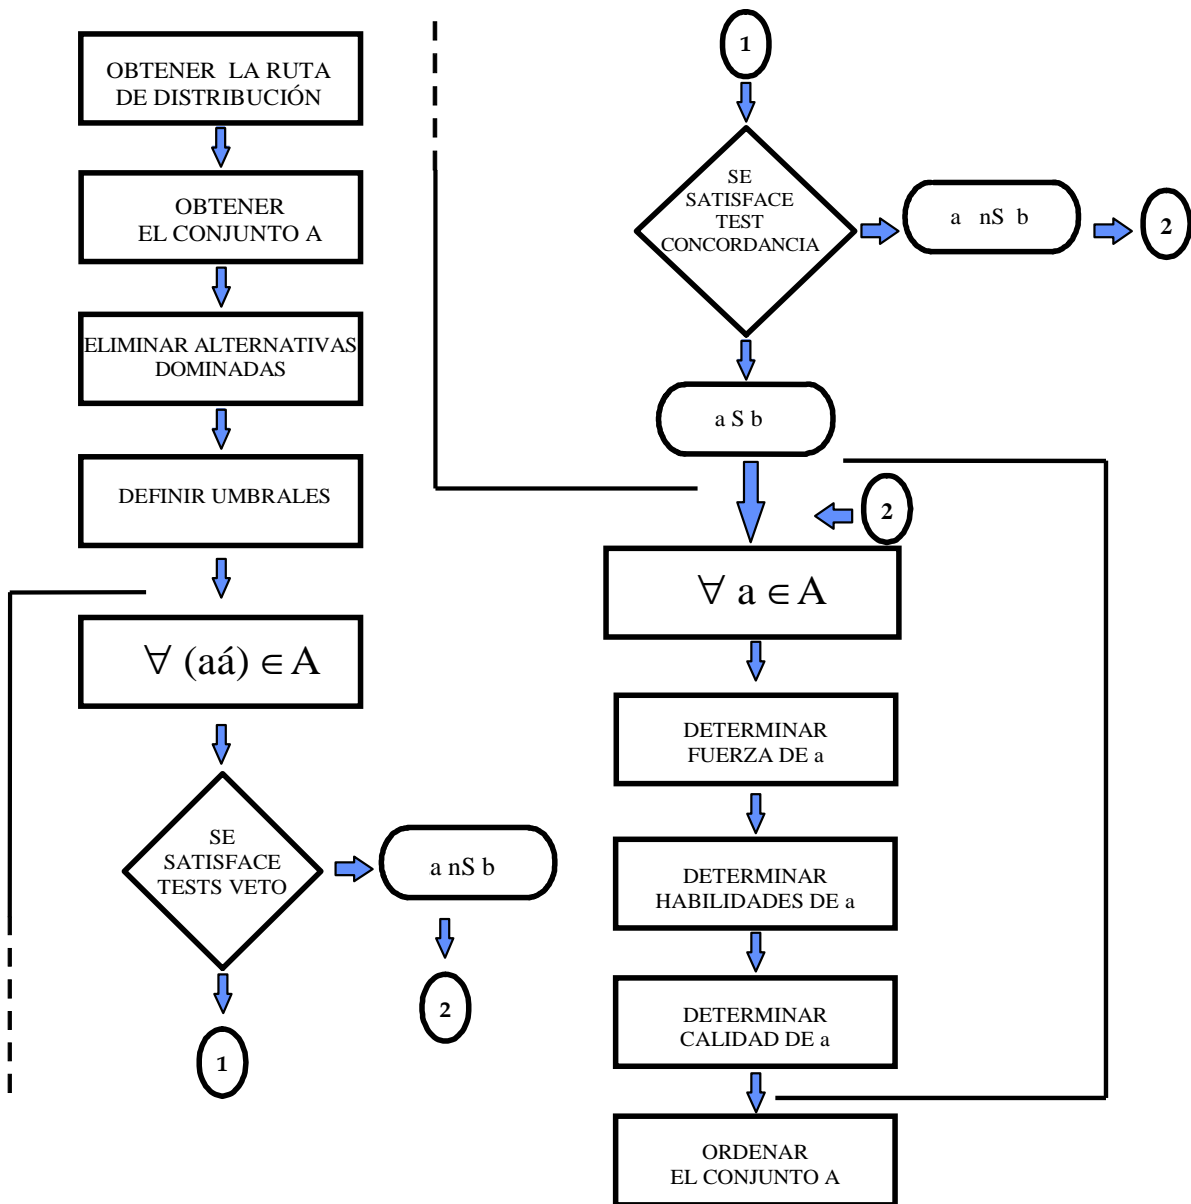 OBTENER LA RUTA
DE DISTRIBUCIÓN
OBTENER
EL CONJUNTO A
ELIMINAR ALTERNATIVAS
DOMINADAS
DEFINIR UMBRALES
∀ (aá) ∈ A
SE
SATISFACE
TESTS VETO
a nS b
2
1
1
SE
SATISFACE
TEST
CONCORDANCIA
a nS b
2
a S b
2
∀ a ∈ A
DETERMINAR
FUERZA DE a
DETERMINAR
HABILIDADES DE a
DETERMINAR
CALIDAD DE a
ORDENAR
EL CONJUNTO A